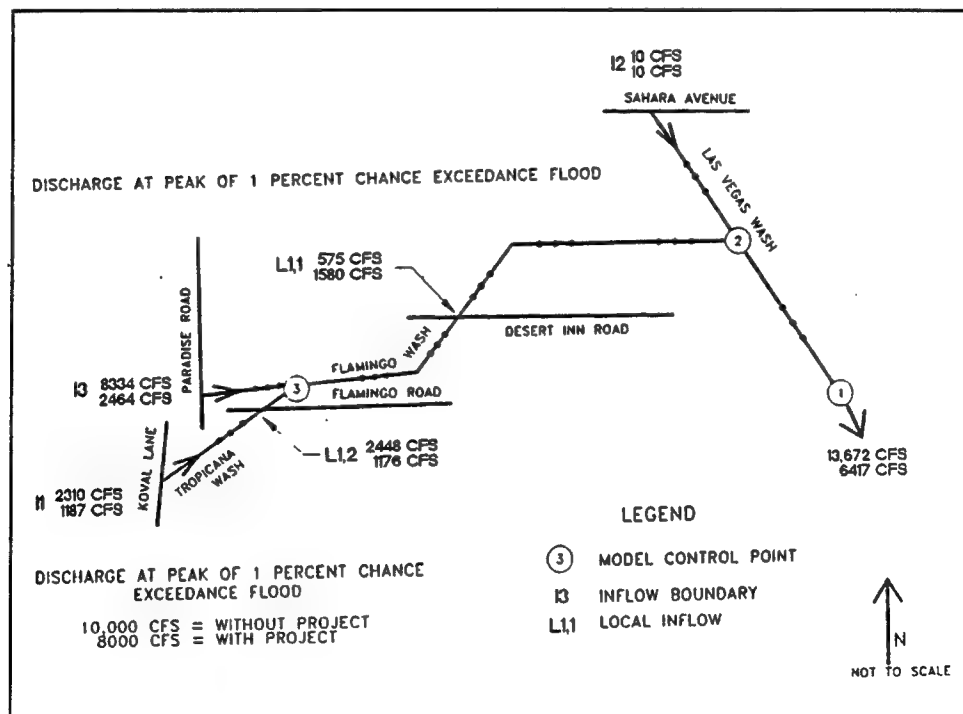 I2 10 CFS
10 CFS
SAHARA AVENUE
LAS VEGAS WASH
DISCHARGE AT PEAK OF 1 PERCENT CHANCE EXCEEDANCE FLOOD
2
L1,1 575 CFS
1580 CFS
DESERT INN ROAD
PARADISE ROAD
FLAMINGO WASH
I3 8334 CFS
2464 CFS
3
FLAMINGO ROAD
1
KOVAL LANE
TROPICANA WASH
L1,2 2448 CFS
1176 CFS
13,672 CFS
6417 CFS
I1 2310 CFS
1187 CFS
LEGEND
3 MODEL CONTROL POINT
I3 INFLOW BOUNDARY
L1,1 LOCAL INFLOW
DISCHARGE AT PEAK OF 1 PERCENT CHANCE
EXCEEDANCE FLOOD
10,000 CFS = WITHOUT PROJECT
8000 CFS = WITH PROJECT
N
NOT TO SCALE